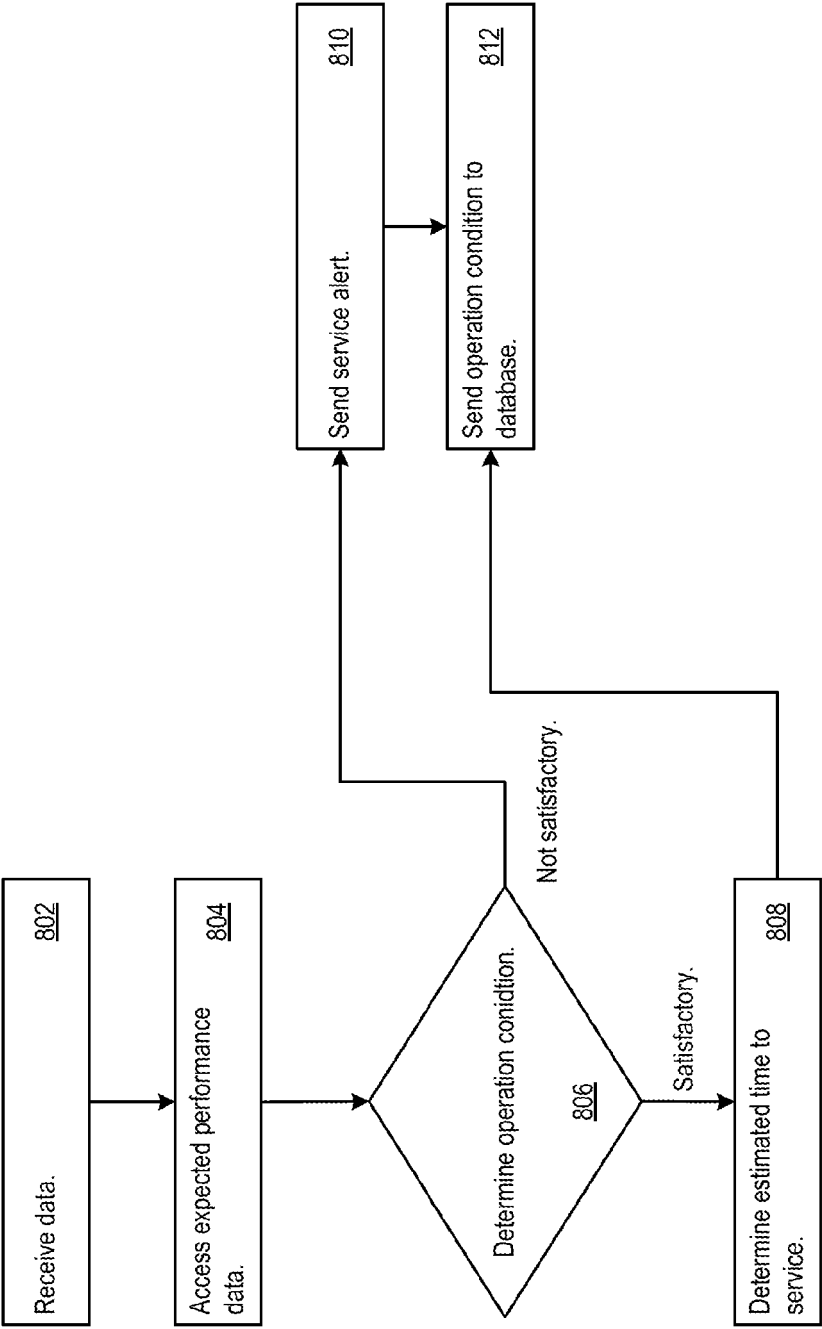 Receive data.
802
Access expected performance
data.
804
Determine operation conidtion.
806
Not satisfactory.
Satisfactory.
Determine estimated time to
service.
808
Send service alert.
810
Send operation condition to
database.
812